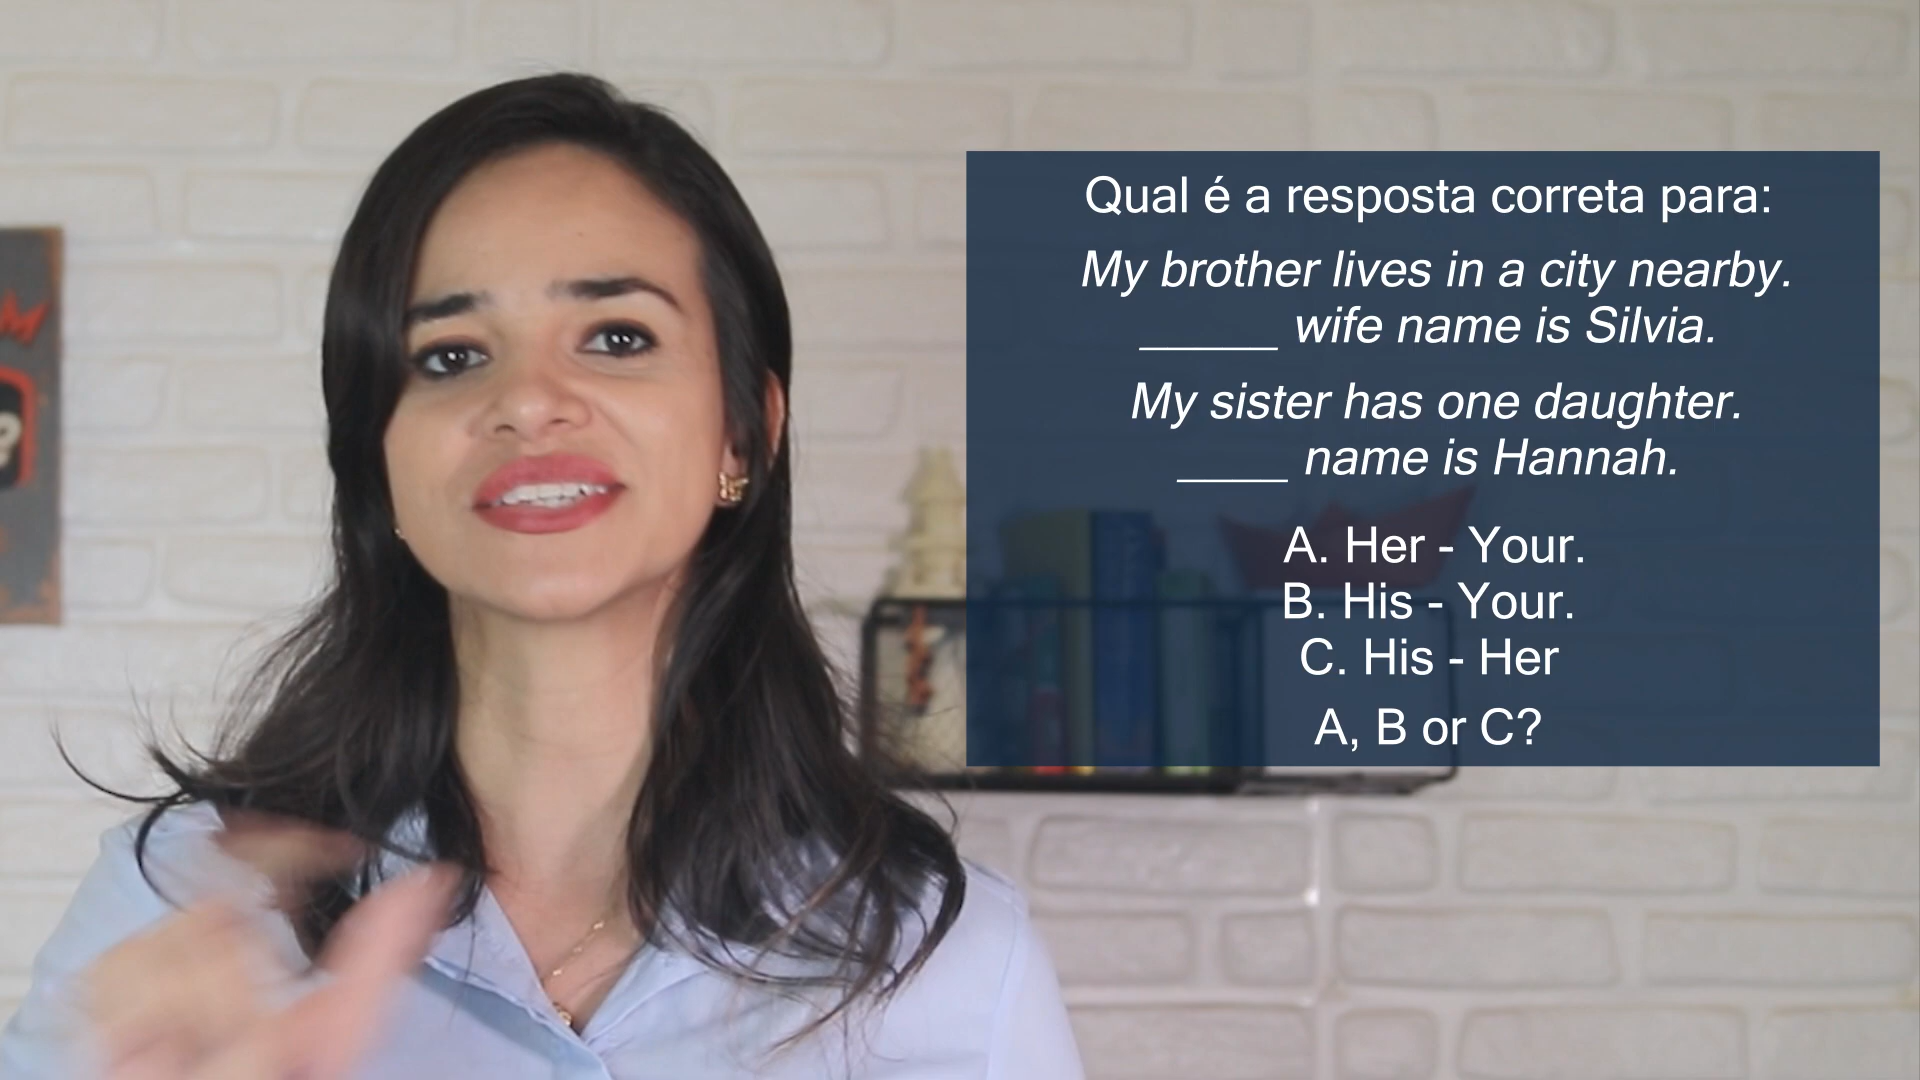 Qual é a resposta correta para:
My brother lives in a city nearby.
_____ wife name is Silvia.
My sister has one daughter.
____ name is Hannah.
A. Her - Your.
B. His - Your.
C. His - Her
A, B or C?